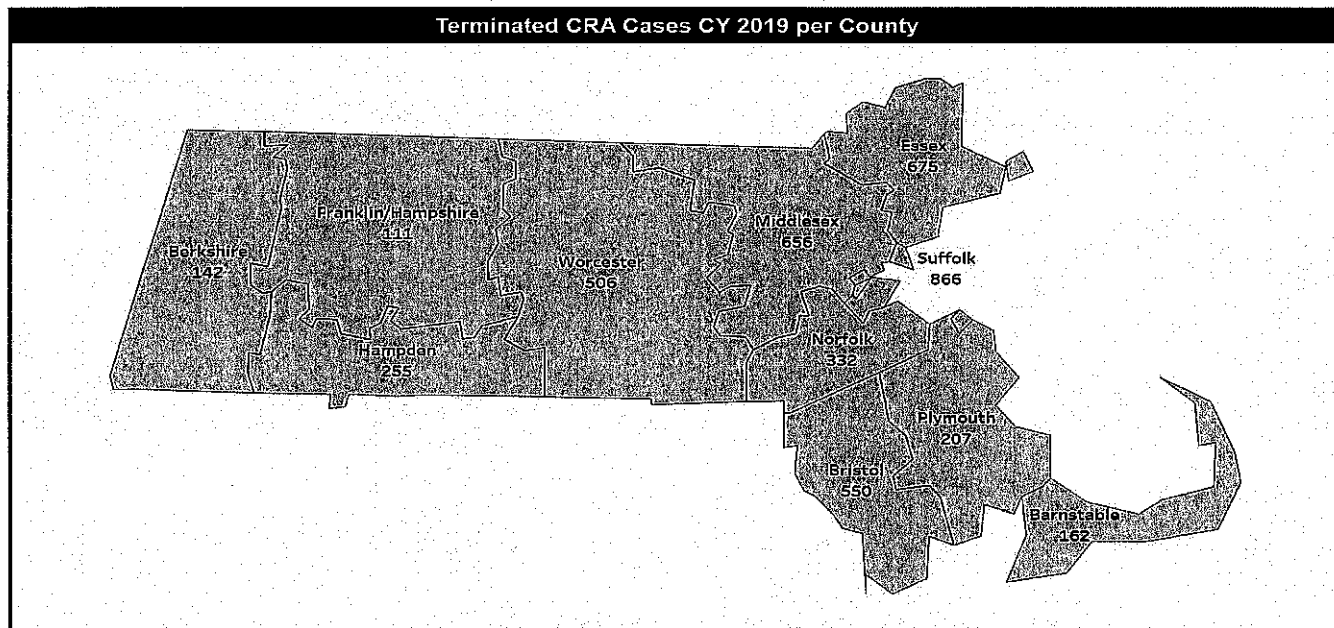 Terminated CRA Cases CY 2019 per County
Essex
675
Franklin/Hampshire
111
Middlesex
656
Berkshire
142
Worcester
506
Suffolk
866
Hampden
255
Norfolk
332
Plymouth
207
Bristol
550
Barnstable
162